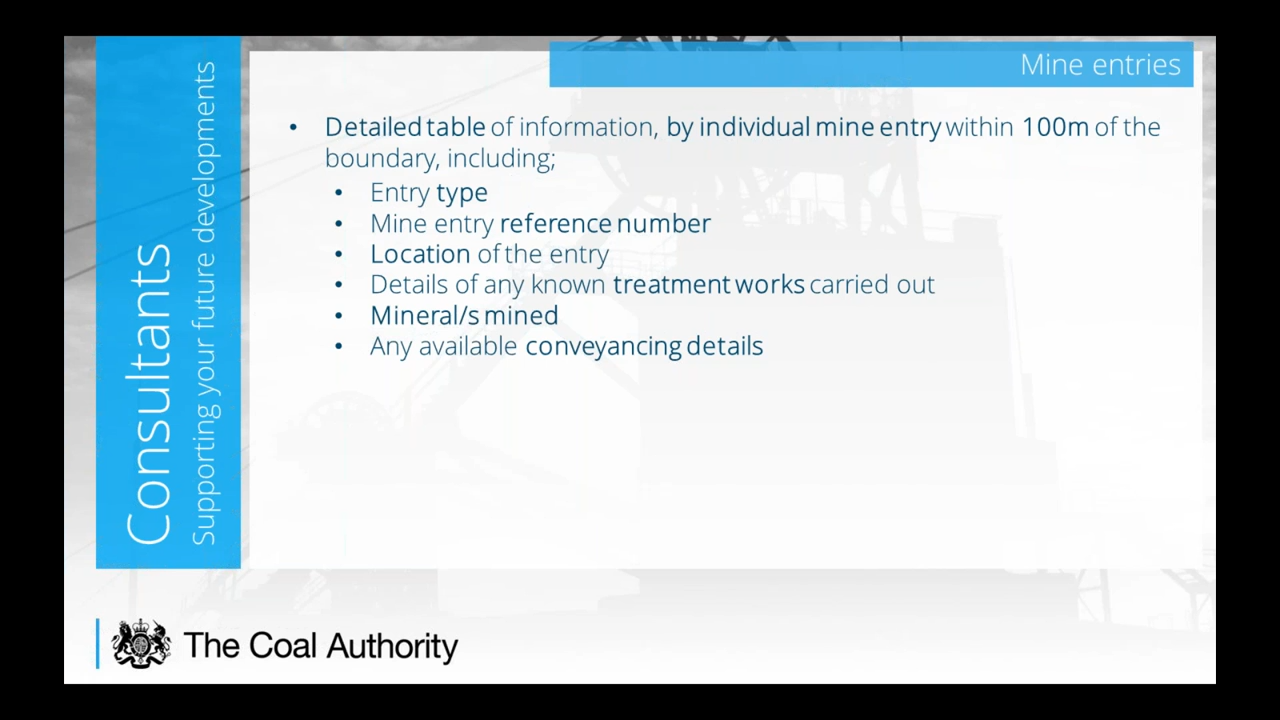 Mine entries
Consultants
Supporting your future developments
• Detailed table of information, by individual mine entry within 100m of the
boundary, including;
• Entry type
• Mine entry reference number
• Location of the entry
• Details of any known treatment works carried out
• Mineral/s mined
• Any available conveyancing details
The Coal Authority